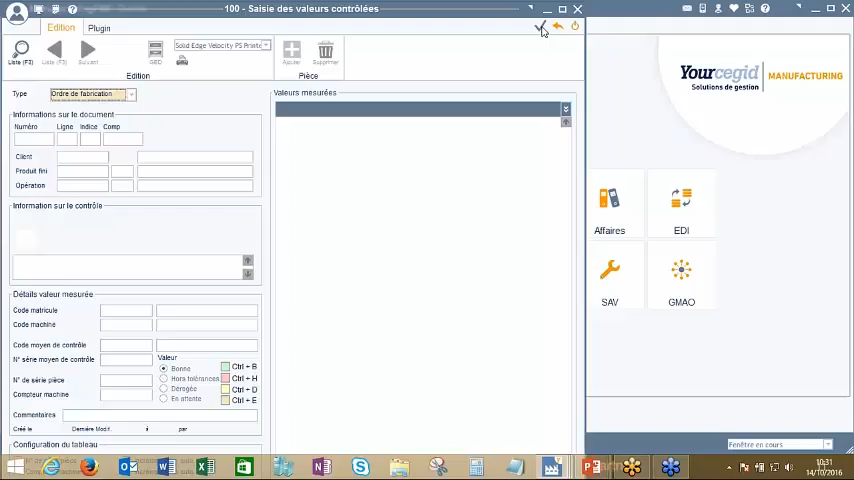 100 - Saisie des valeurs contrôlées
Edition
Plugin
Liste (F3)
Liste (F3)
Suivant
GED
Solid Edge Velocity PS Printe
Ajouter
Supprimer
Edition
Pièce
Type
Ordre de fabrication
Informations sur le document
Numéro
Ligne
Indice
Comp
Client
Produit fini
Opération
Information sur le contrôle
Détails valeur mesurée
Code matricule
Code machine
Code moyen de contrôle
N° série moyen de contrôle
N° de série pièce
Compteur machine
Valeur
Bonne
Ctrl + B
Hors tolérances
Ctrl + H
Dérogée
Ctrl + D
En attente
Ctrl + E
Commentaires
Créé le
Dernière Modif.
à
par
Configuration du tableau
Valeurs mesurées
Yourcegid
Solutions de gestion
MANUFACTURING
Affaires
EDI
SAV
GMAO
Fenêtre en cours
10:31
14/10/2016